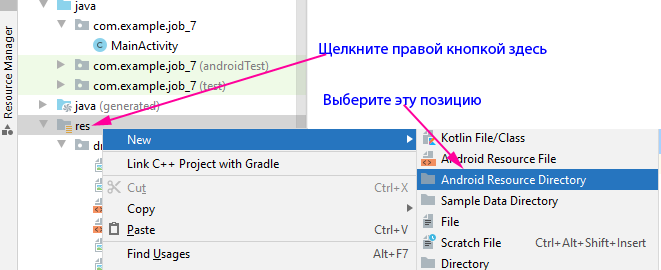 Resource Manager
java
com.example.job_7
MainActivity
com.example.job_7 (androidTest)
com.example.job_7 (test)
java (generated)
res
Щелкните правой кнопкой здесь
Выберите эту позицию
New
Link C++ Project with Gradle
Cut Ctrl+X
Copy
Paste Ctrl+V
Find Usages Alt+F7
Kotlin File/Class
Android Resource File
Android Resource Directory
Sample Data Directory
File
Scratch File Ctrl+Alt+Shift+Insert
Directory